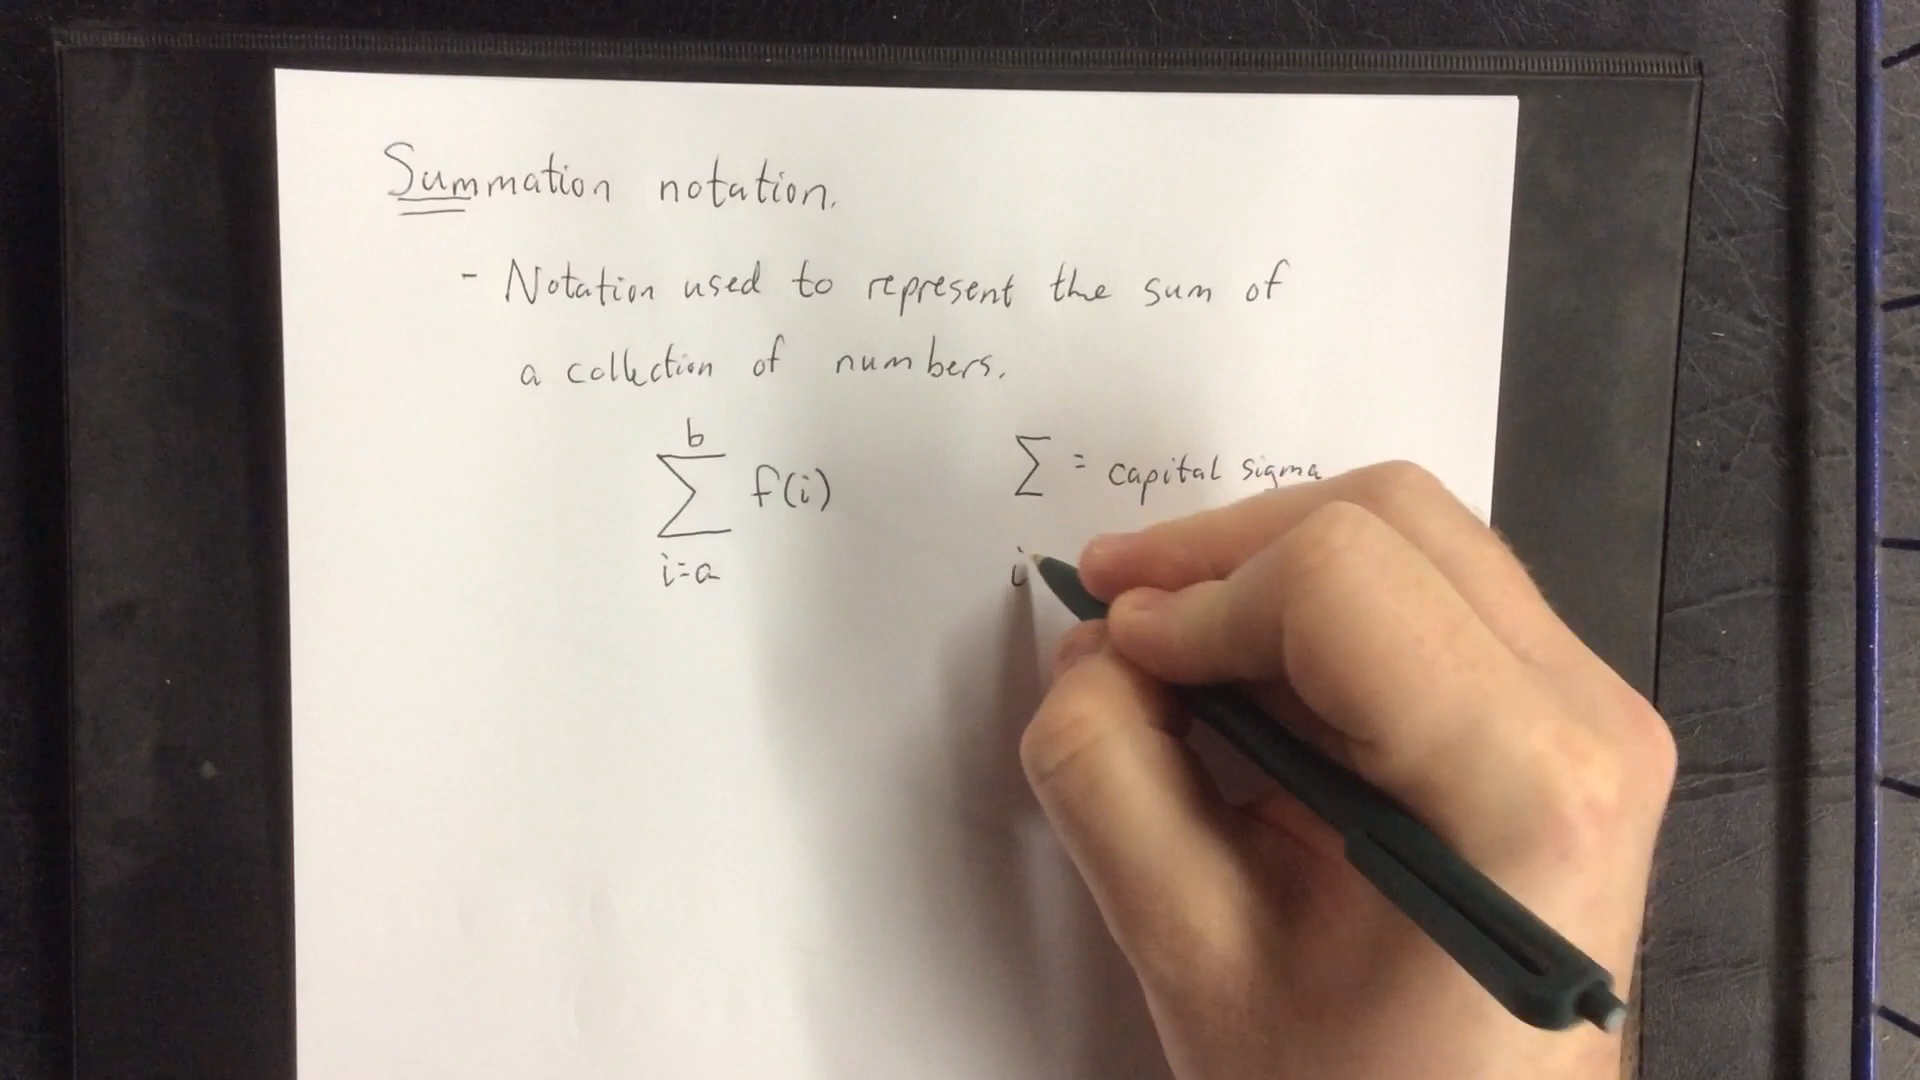 Summation notation.
- Notation used to represent the sum of
a collection of numbers.
b
∑ f(i)
i=a
∑ = capital sigma
i